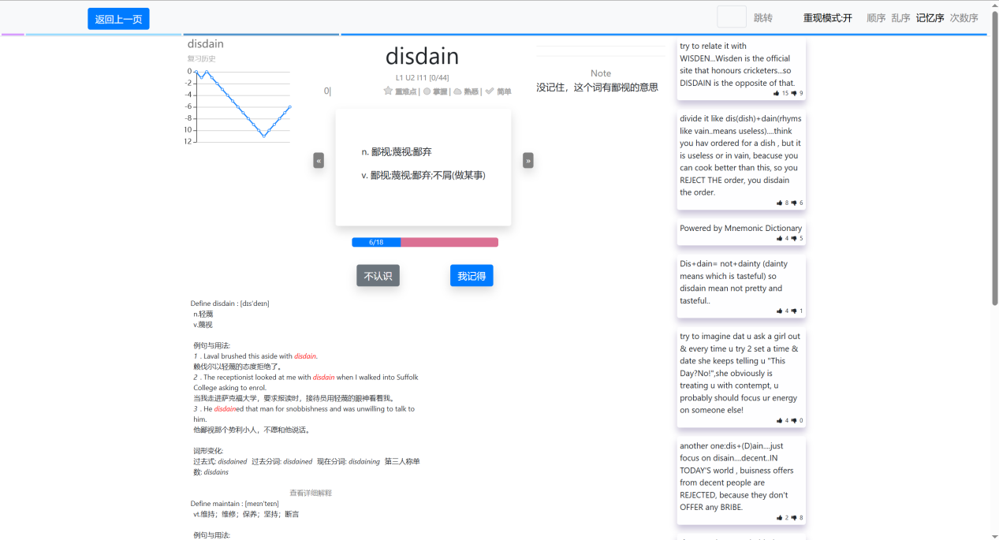 返回上一页
跳转
重现模式:开
顺序 乱序 记忆序 次数序
disdain
复习历史
0
-2
-4
-6
-8
10
12
0|
disdain
L1 U2 I11 [0/44]
重难点 | 掌握 | 熟悉 | 简单
«
n. 鄙视;蔑视;鄙弃
v. 鄙视;蔑视;鄙弃;不屑(做某事)
»
6/18
不认识
我记得
Define disdain : [dɪs'deɪn]
n.轻蔑
v.蔑视
例句与用法:
1 . Laval brushed this aside with disdain.
赖伐尔以轻蔑的态度拒绝了。
2 . The receptionist looked at me with disdain when I walked into Suffolk
College asking to enrol.
当我走进萨克福大学，要求报读时，接待员用轻蔑的眼神看着我。
3 . He disdained that man for snobbishness and was unwilling to talk to
him.
他鄙视那个势利小人，不愿和他说话。
词形变化:
过去式: disdained 过去分词: disdained 现在分词: disdaining 第三人称单
数: disdains
查看详细解释
Define maintain : [meɪn'teɪn]
vt.维持；维修；保养；坚持；断言
例句与用法:
Note
没记住，这个词有鄙视的意思
try to relate it with
WISDEN...Wisden is the official
site that honours cricketers...so
DISDAIN is the opposite of that.
15 9
divide it like dis(dish)+dain(rhyms
like vain..means useless)....think
you hav ordered for a dish , but it
is useless or in vain, beacuse you
can cook better than this, so you
REJECT THE order, you disdain
the order.
8 6
Powered by Mnemonic Dictionary
4 5
Dis+dain= not+dainty (dainty
means which is tasteful) so
disdain mean not pretty and
tasteful..
4 1
try to imagine dat u ask a girl out
& every time u try 2 set a time &
date she keeps telling u "This
Day?No!",she obviously is
treating u with contempt, u
probably should focus ur energy
on someone else!
4 0
another one:dis+(D)ain....just
focus on disain....decent..IN
TODAY'S world , buisness offers
from decent people are
REJECTED, because they don't
OFFER any BRIBE.
2 8